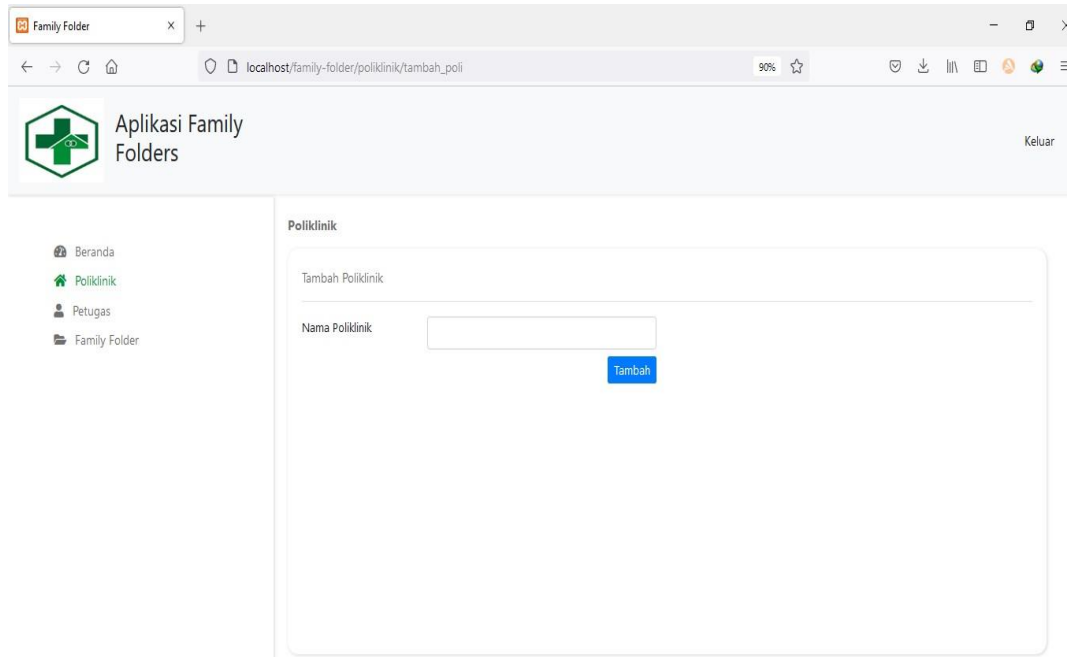 Family Folder
localhost/family-folder/poliklinik/tambah_poli
90%
Aplikasi Family
Folders
Keluar
Beranda
Poliklinik
Petugas
Family Folder
Poliklinik
Tambah Poliklinik
Nama Poliklinik
Tambah